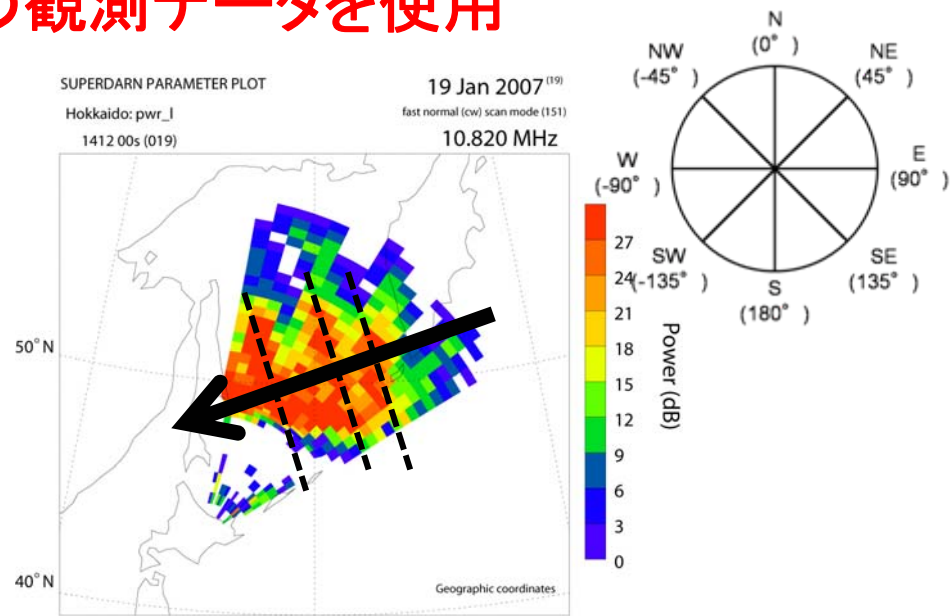 の観測データを使用
SUPERDARN PARAMETER PLOT
19 Jan 2007 (19)
Hokkaido: pwr_l
fast normal (cw) scan mode (151)
1412 00s (019)
10.820 MHz
50° N
40° N
Geographic coordinates
27
24
21
18
15
12
9
6
3
0
Power (dB)
N
(0° )
NE
(45° )
E
(90° )
SE
(135° )
S
(180° )
SW
(-135° )
W
(-90° )
NW
(-45° )